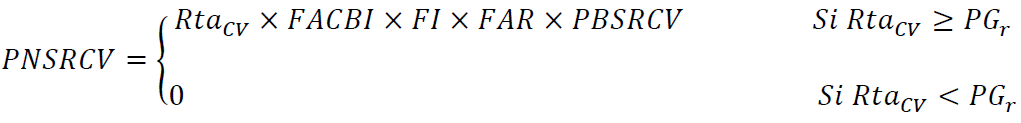 Rta_CV × FACBI × FI × FAR × PBSRCV Si Rta_CV ≥ PG_r
PNSRCV = {
0 Si Rta_CV < PG_r